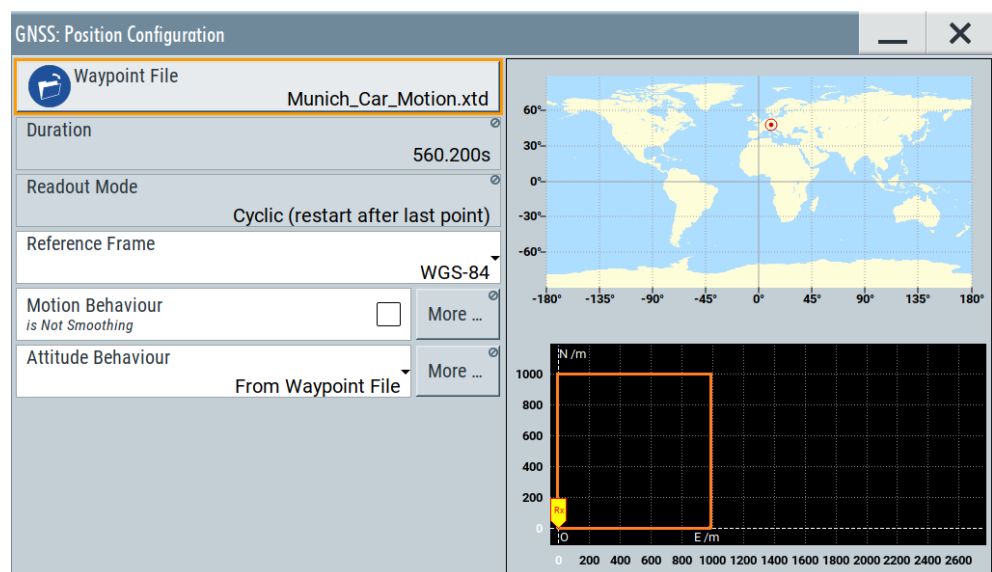 GNSS: Position Configuration
Waypoint File
Munich_Car_Motion.xtd
Duration
560.200s
Readout Mode
Cyclic (restart after last point)
Reference Frame
WGS-84
Motion Behaviour
is Not Smoothing
More ...
Attitude Behaviour
From Waypoint File
More ...
60°
30°
0°
-30°
-60°
-180° -135° -90° -45° 0° 45° 90° 135° 180°
N /m
1000
800
600
400
200
0
Rx
O
E /m
0 200 400 600 800 1000 1200 1400 1600 1800 2000 2200 2400 2600